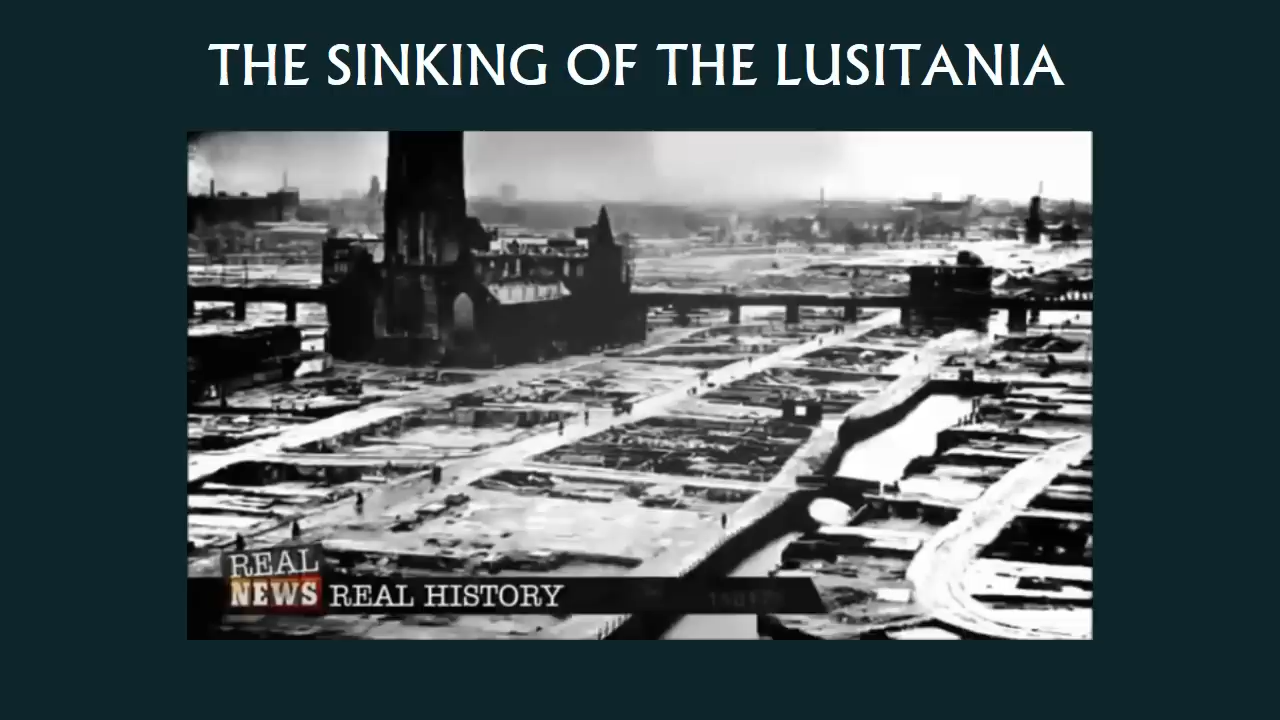 THE SINKING OF THE LUSITANIA
REAL
NEWS REAL HISTORY